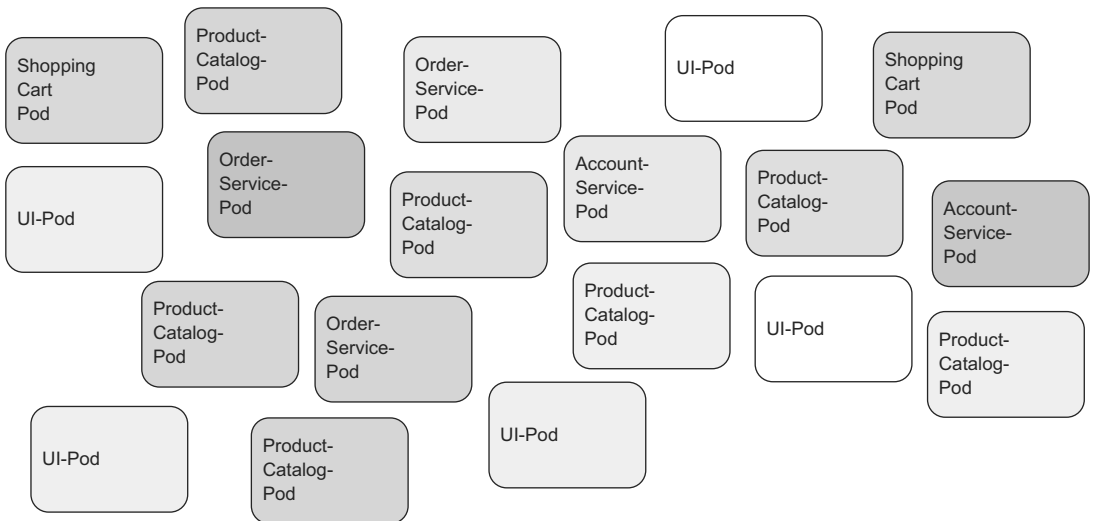 Shopping
Cart
Pod
Product-
Catalog-
Pod
Order-
Service-
Pod
UI-Pod
Shopping
Cart
Pod
UI-Pod
Order-
Service-
Pod
Product-
Catalog-
Pod
Account-
Service-
Pod
Product-
Catalog-
Pod
Account-
Service-
Pod
Product-
Catalog-
Pod
Order-
Service-
Pod
Product-
Catalog-
Pod
UI-Pod
Product-
Catalog-
Pod
UI-Pod
Product-
Catalog-
Pod
UI-Pod